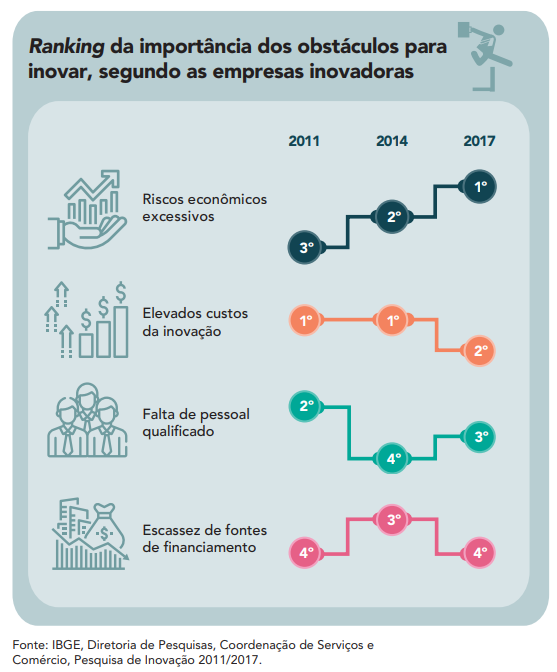 Ranking da importância dos obstáculos para
inovar, segundo as empresas inovadoras
2011 2014 2017
Riscos econômicos
excessivos
3º 2º 1º
Elevados custos
da inovação
1º 1º 2º
Falta de pessoal
qualificado
2º 4º 3º
Escassez de fontes
de financiamento
4º 3º 4º
$ $ $
$
Fonte: IBGE, Diretoria de Pesquisas, Coordenação de Serviços e
Comércio, Pesquisa de Inovação 2011/2017.